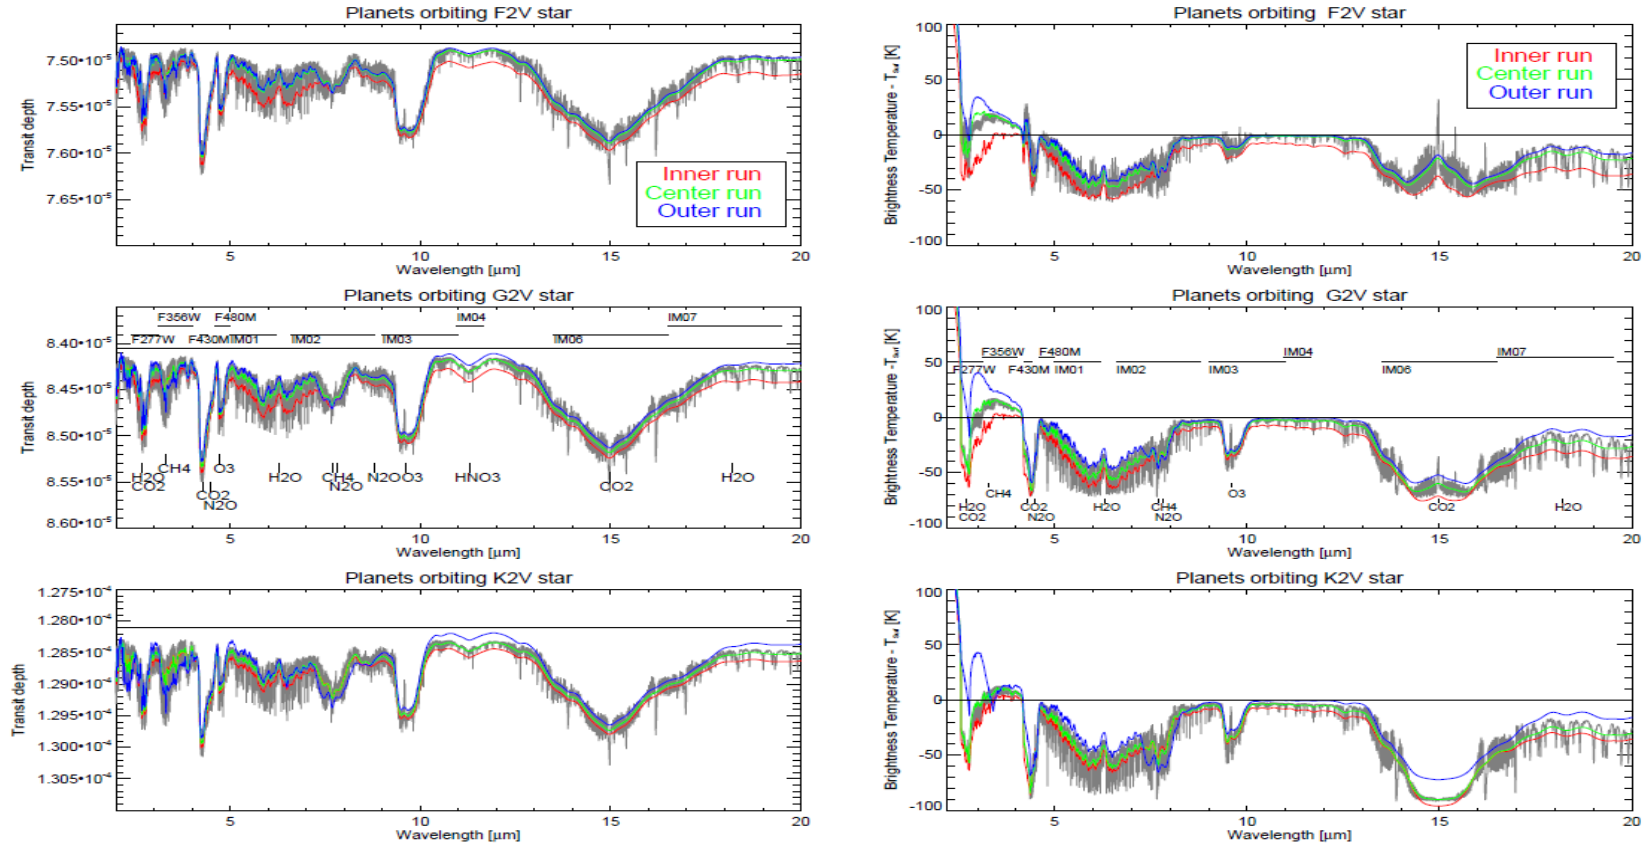 Planets orbiting F2V star
7.50•10⁻⁵
7.55•10⁻⁵
7.60•10⁻⁵
7.65•10⁻⁵
Transit depth
Inner run
Center run
Outer run
5 10 15 20
Wavelength [μm]
Planets orbiting F2V star
100
50
0
-50
-100
Brightness Temperature - T_Surf [K]
Inner run
Center run
Outer run
5 10 15 20
Wavelength [μm]
Planets orbiting G2V star
8.40•10⁻⁵
8.45•10⁻⁵
8.50•10⁻⁵
8.55•10⁻⁵
8.60•10⁻⁵
Transit depth
F356W F480M IM04 IM07
F277W F430M IM01 IM02 IM03 IM06
H2O CH4 O3 H2O CH4 N2O O3 HNO3 CO2 H2O
CO2 CO2 N2O
N2O
5 10 15 20
Wavelength [μm]
Planets orbiting G2V star
100
50
0
-50
-100
Brightness Temperature -T_Surf [K]
F356W F480M IM04 IM07
F277W F430M IM01 IM02 IM03 IM06
CH4 O3
H2O CO2 H2O CH4 CO2 H2O
CO2 N2O N2O
5 10 15 20
Wavelength [μm]
Planets orbiting K2V star
1.275•10⁻⁴
1.280•10⁻⁴
1.285•10⁻⁴
1.290•10⁻⁴
1.295•10⁻⁴
1.300•10⁻⁴
1.305•10⁻⁴
Transit depth
5 10 15 20
Wavelength [μm]
Planets orbiting K2V star
100
50
0
-50
-100
Brightness Temperature - T_Surf [K]
5 10 15 20
Wavelength [μm]